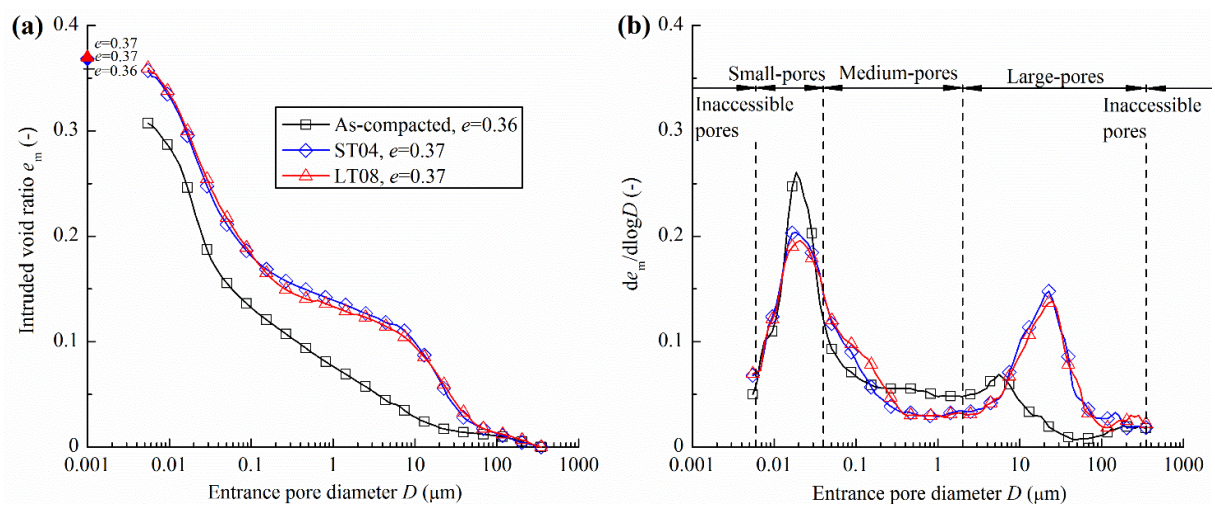 (a)
0.4
0.3
0.2
0.1
0
e=0.37
e=0.37
e=0.36
As-compacted, e=0.36
ST04, e=0.37
LT08, e=0.37
Intruded void ratio em (-)
0.001 0.01 0.1 1 10 100 1000
Entrance pore diameter D (μm)
(b)
0.4
0.3
0.2
0.1
0
Small-pores Medium-pores Large-pores
Inaccessible
pores
Inaccessible
pores
dem/dlogD (-)
0.001 0.01 0.1 1 10 100 1000
Entrance pore diameter D (μm)